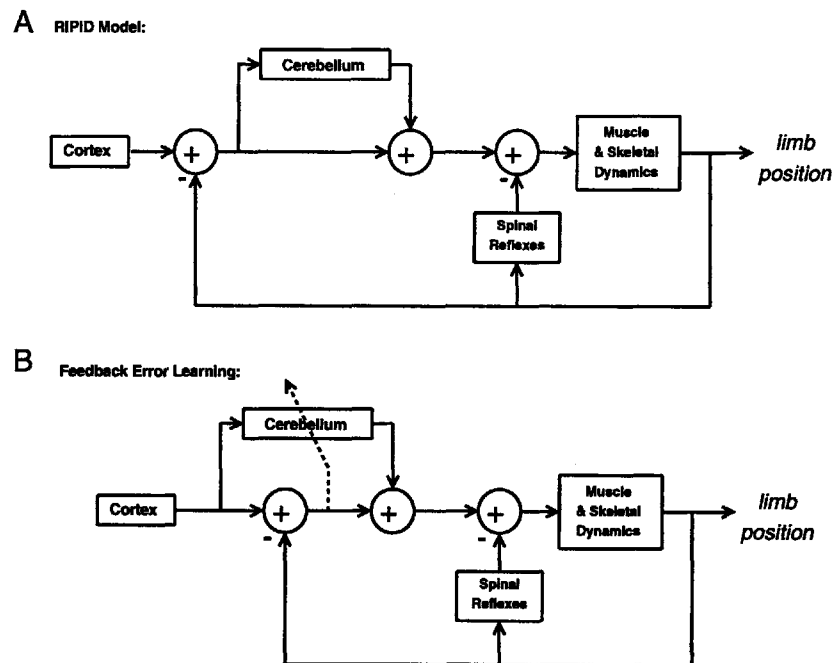 A RIPID Model:
Cerebellum
Cortex
+
-
+
+
-
Muscle
& Skeletal
Dynamics
limb
position
Spinal
Reflexes
B Feedback Error Learning:
Cerebellum
Cortex
+
-
+
+
-
Muscle
& Skeletal
Dynamics
limb
position
Spinal
Reflexes